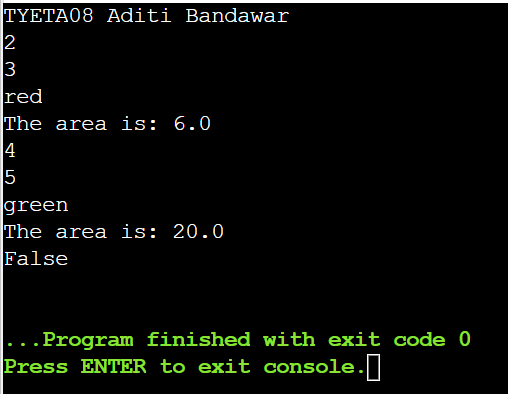 TYETA08 Aditi Bandawar
2
3
red
The area is: 6.0
4
5
green
The area is: 20.0
False
...Program finished with exit code 0
Press ENTER to exit console.